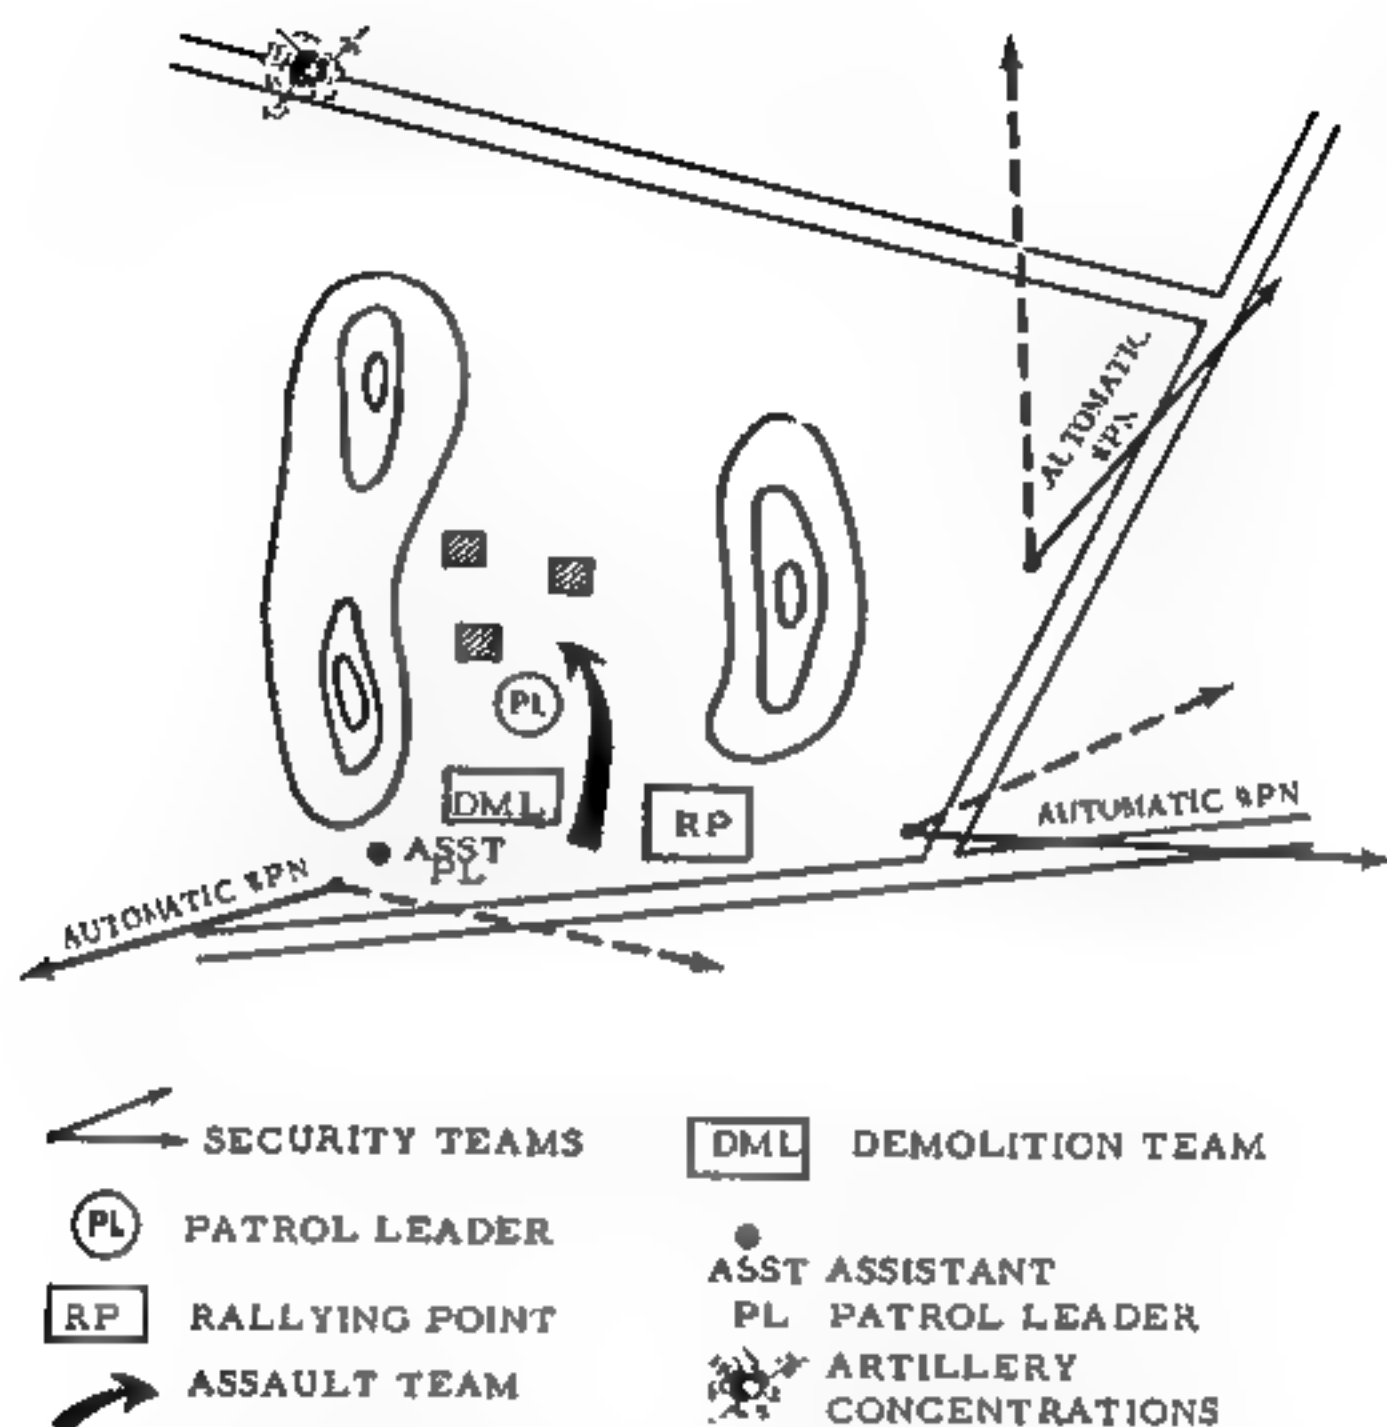 AUTOMATIC
WPN
PL
DML
RP
AUTOMATIC WPN
ASST
PL
AUTOMATIC WPN
SECURITY TEAMS
DML DEMOLITION TEAM
PL PATROL LEADER
ASST ASSISTANT
PL PATROL LEADER
RP RALLYING POINT
ASSAULT TEAM
ARTILLERY
CONCENTRATIONS